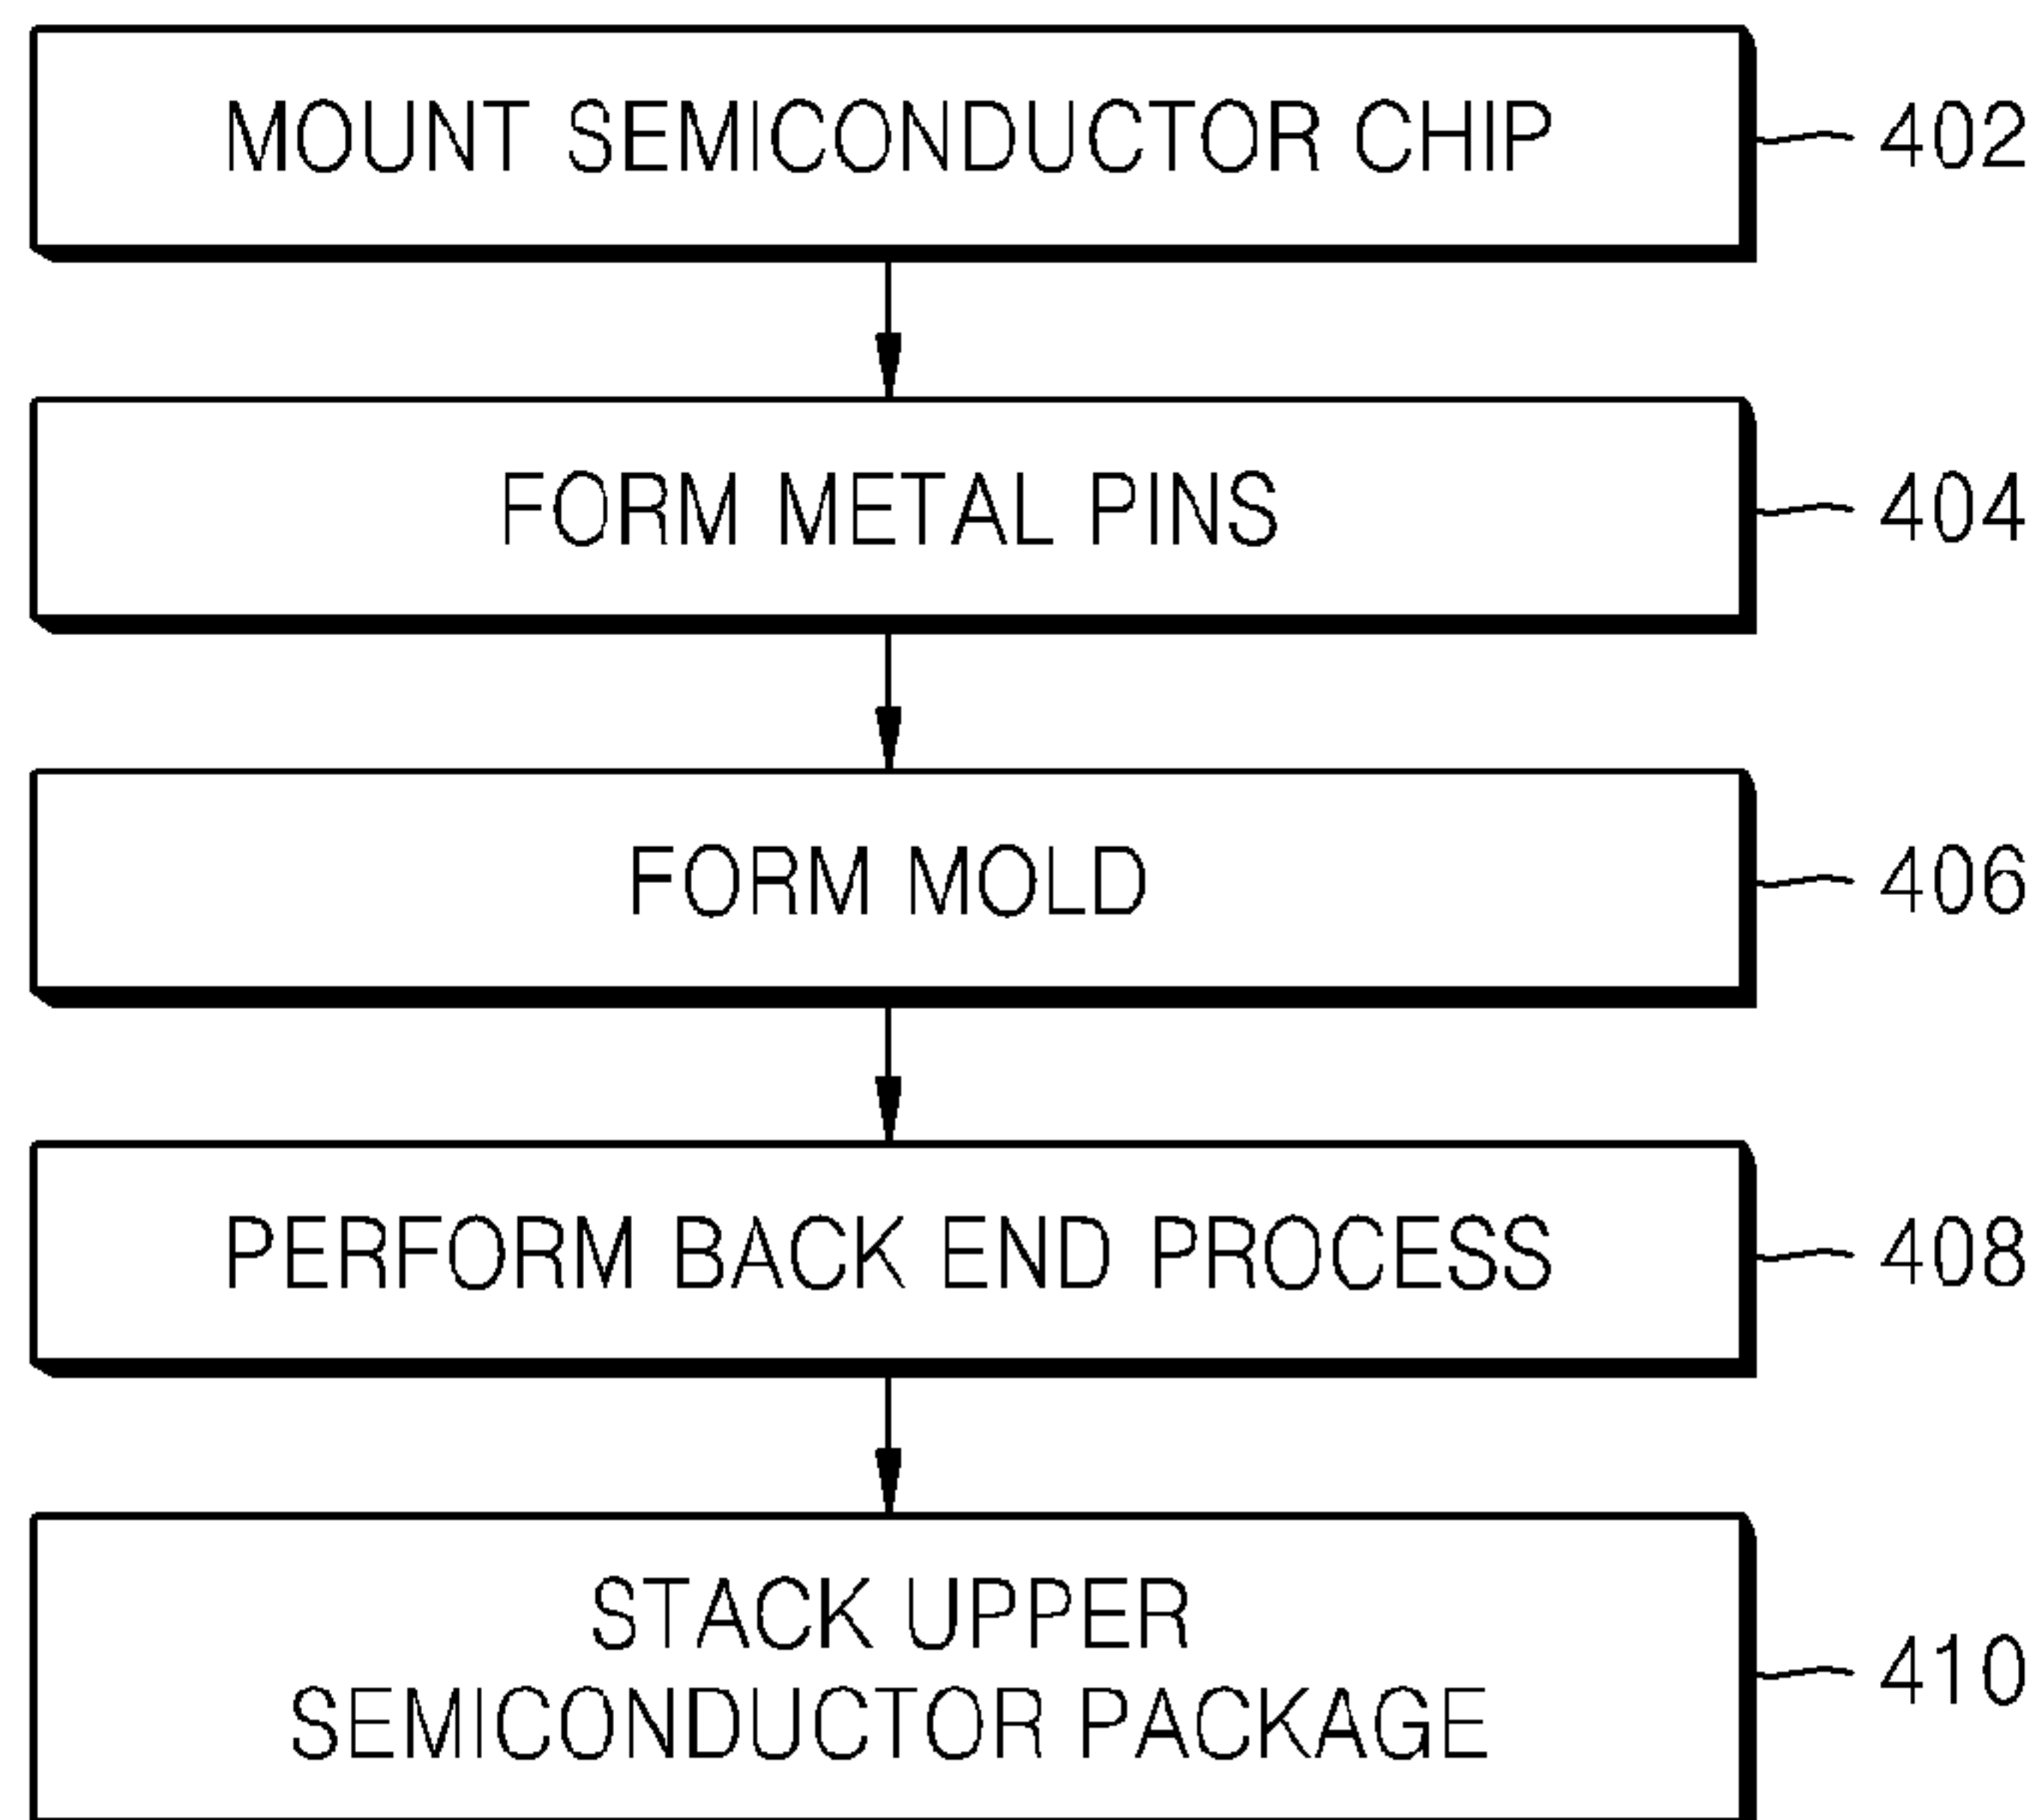 MOUNT SEMICONDUCTOR CHIP 402
FORM METAL PINS 404
FORM MOLD 406
PERFORM BACK END PROCESS 408
STACK UPPER
SEMICONDUCTOR PACKAGE 410